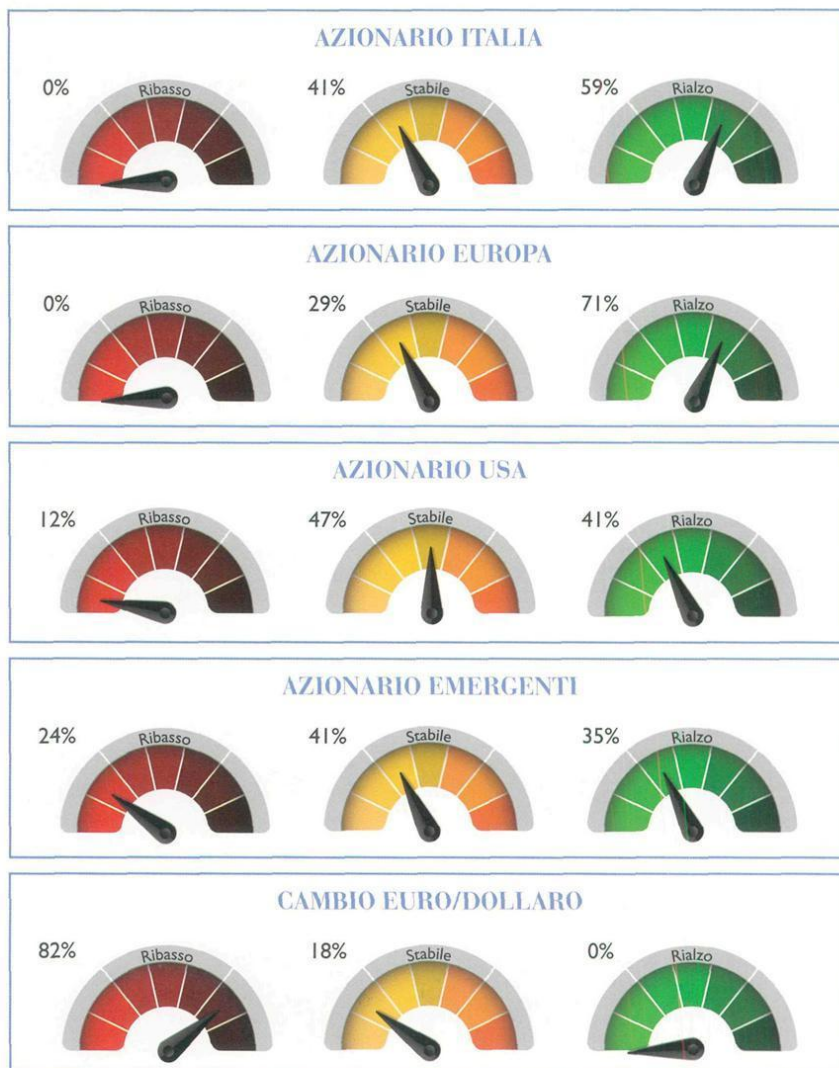 AZIONARIO ITALIA
0% Ribasso 41% Stabile 59% Rialzo
AZIONARIO EUROPA
0% Ribasso 29% Stabile 71% Rialzo
AZIONARIO USA
12% Ribasso 47% Stabile 41% Rialzo
AZIONARIO EMERGENTI
24% Ribasso 41% Stabile 35% Rialzo
CAMBIO EURO/DOLLARO
82% Ribasso 18% Stabile 0% Rialzo